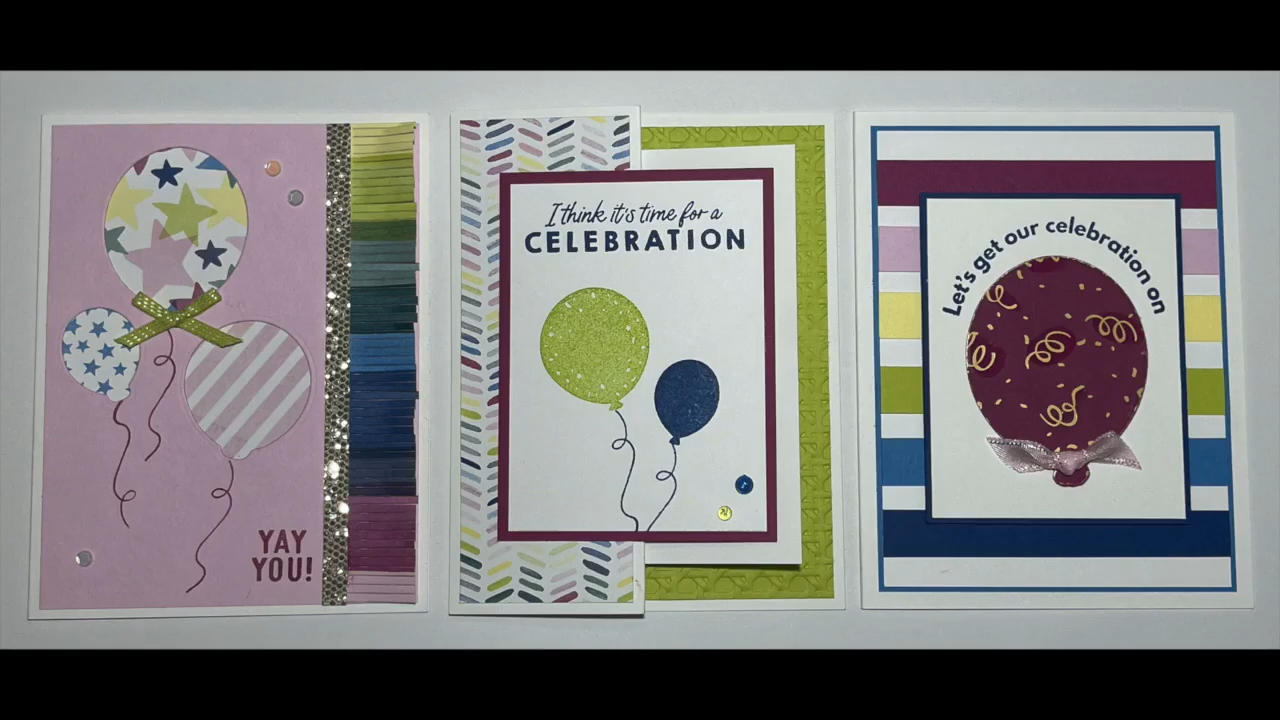 YAY
YOU!
I think it's time for a
CELEBRATION
Let's get our celebration on